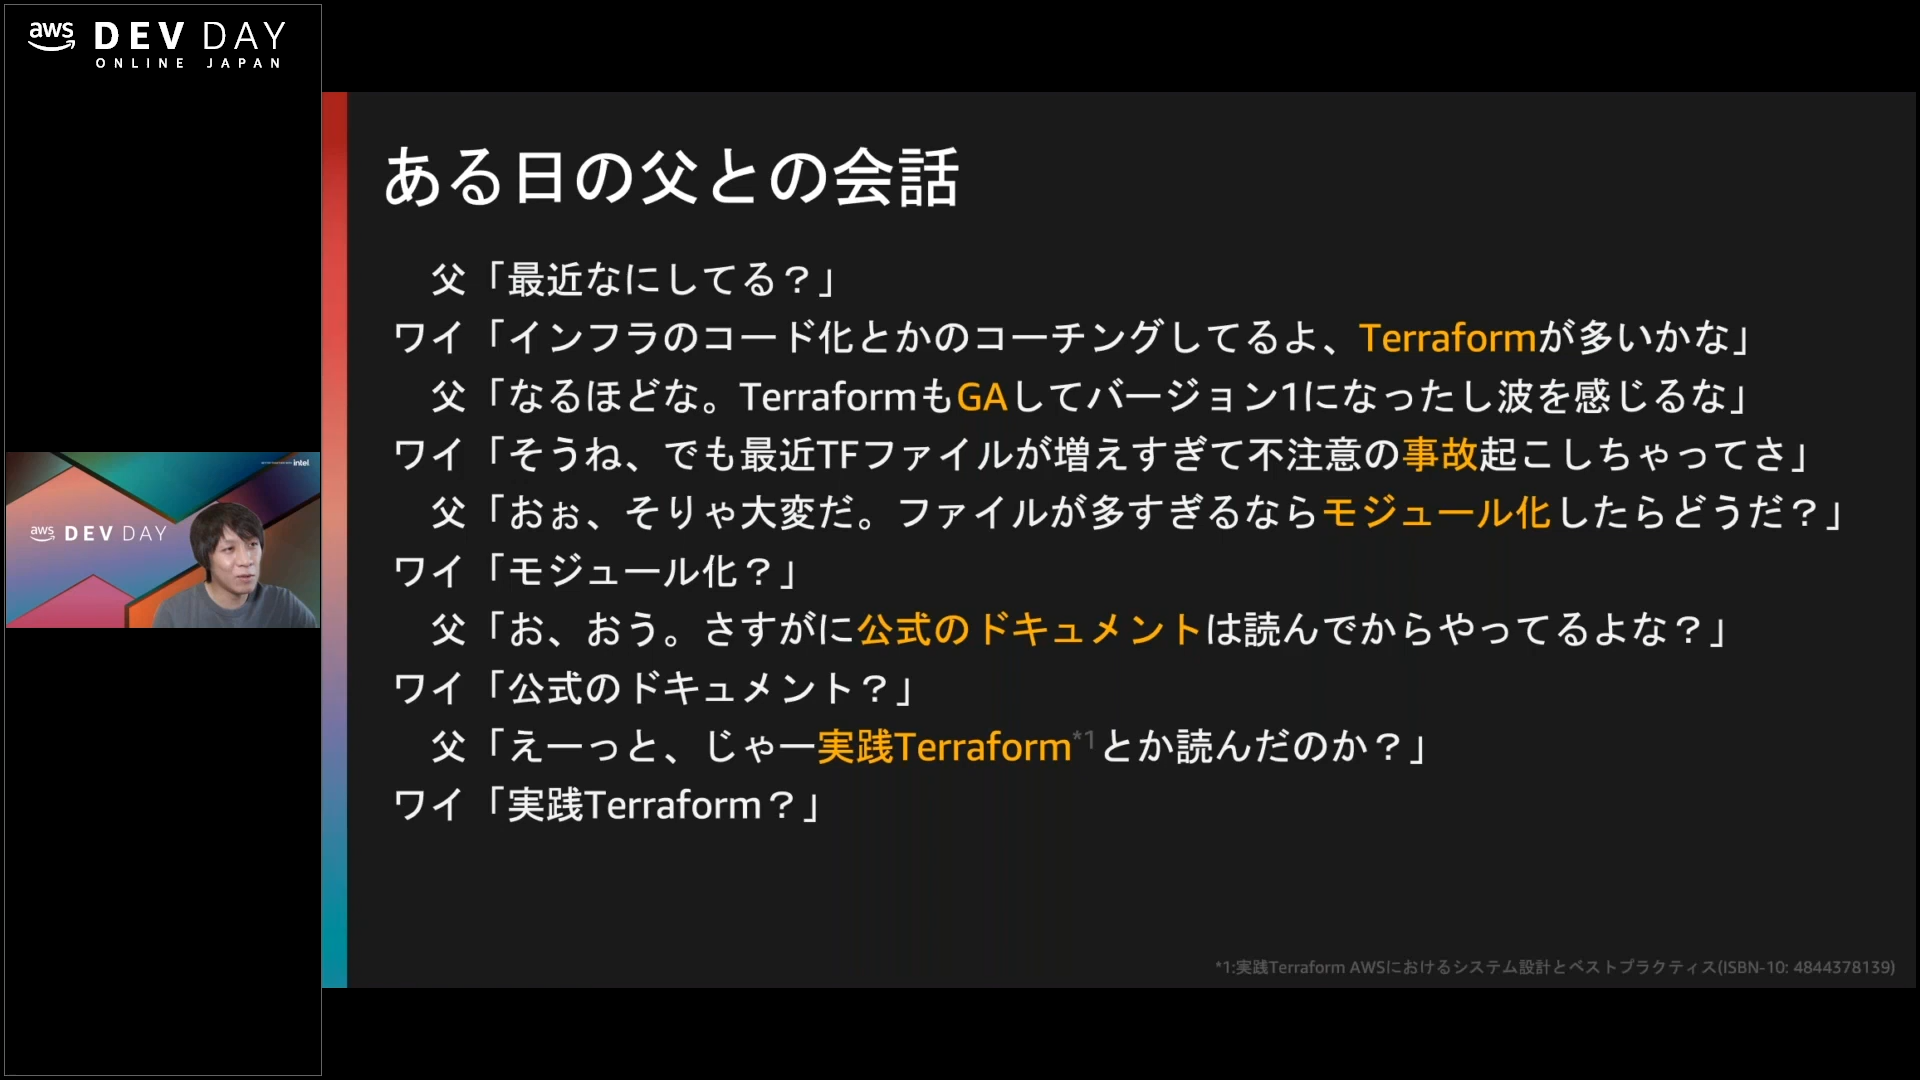 aws DEV DAY
ONLINE JAPAN
ある日の父との会話
父「最近なにしてる？」
ワイ「インフラのコード化とかのコーチングしてるよ、Terraformが多いかな」
父「なるほどな。TerraformもGAしてバージョン1になったし波を感じるな」
ワイ「そうね、でも最近TFファイルが増えすぎて不注意の事故起こしちゃってさ」
父「おぉ、そりゃ大変だ。ファイルが多すぎるならモジュール化したらどうだ？」
ワイ「モジュール化？」
父「お、おう。さすがに公式のドキュメントは読んでからやってるよな？」
ワイ「公式のドキュメント？」
父「えーっと、じゃー実践Terraform*1とか読んだのか？」
ワイ「実践Terraform？」
*1:実践Terraform AWSにおけるシステム設計とベストプラクティス(ISBN-10: 4844378139)
intel.
aws DEV DAY